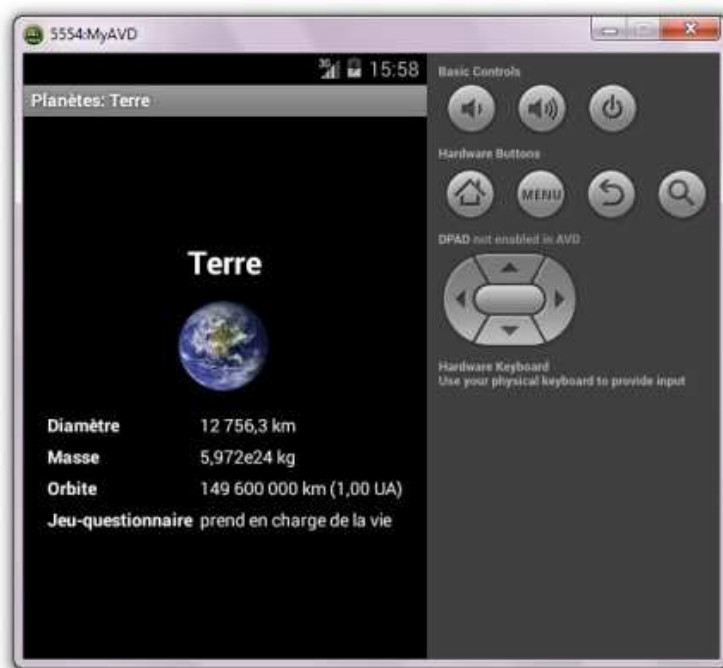 5554:MyAVD
3G 15:58
Planètes: Terre
Terre
Diamètre 12 756,3 km
Masse 5,972e24 kg
Orbite 149 600 000 km (1,00 UA)
Jeu-questionnaire prend en charge de la vie
Basic Controls
Hardware Buttons
MENU
DPAD not enabled in AVD
Hardware Keyboard
Use your physical keyboard to provide input